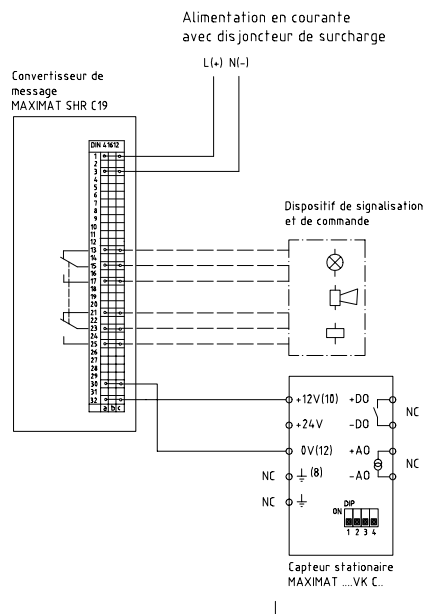 Alimentation en courante
avec disjoncteur de surcharge
L(+) N(-)
Convertisseur de
message
MAXIMAT SHR C19
DIN 41612
1
2
3
4
5
6
7
8
9
10
11
12
13
14
15
16
17
18
19
20
21
22
23
24
25
26
27
28
29
30
31
32
a b c
Dispositif de signalisation
et de commande
+12V(10) +DO
NC
+24V -DO
0V(12) +AO
NC
NC (8) -AO
NC
DIP
ON
1 2 3 4
Capteur stationaire
MAXIMAT ....VK C..